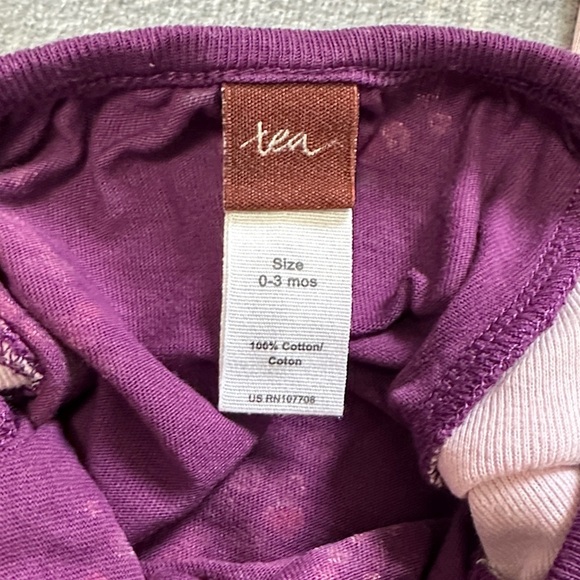 tea
Size
0-3 mos
100% Cotton/
Coton
US RN107708